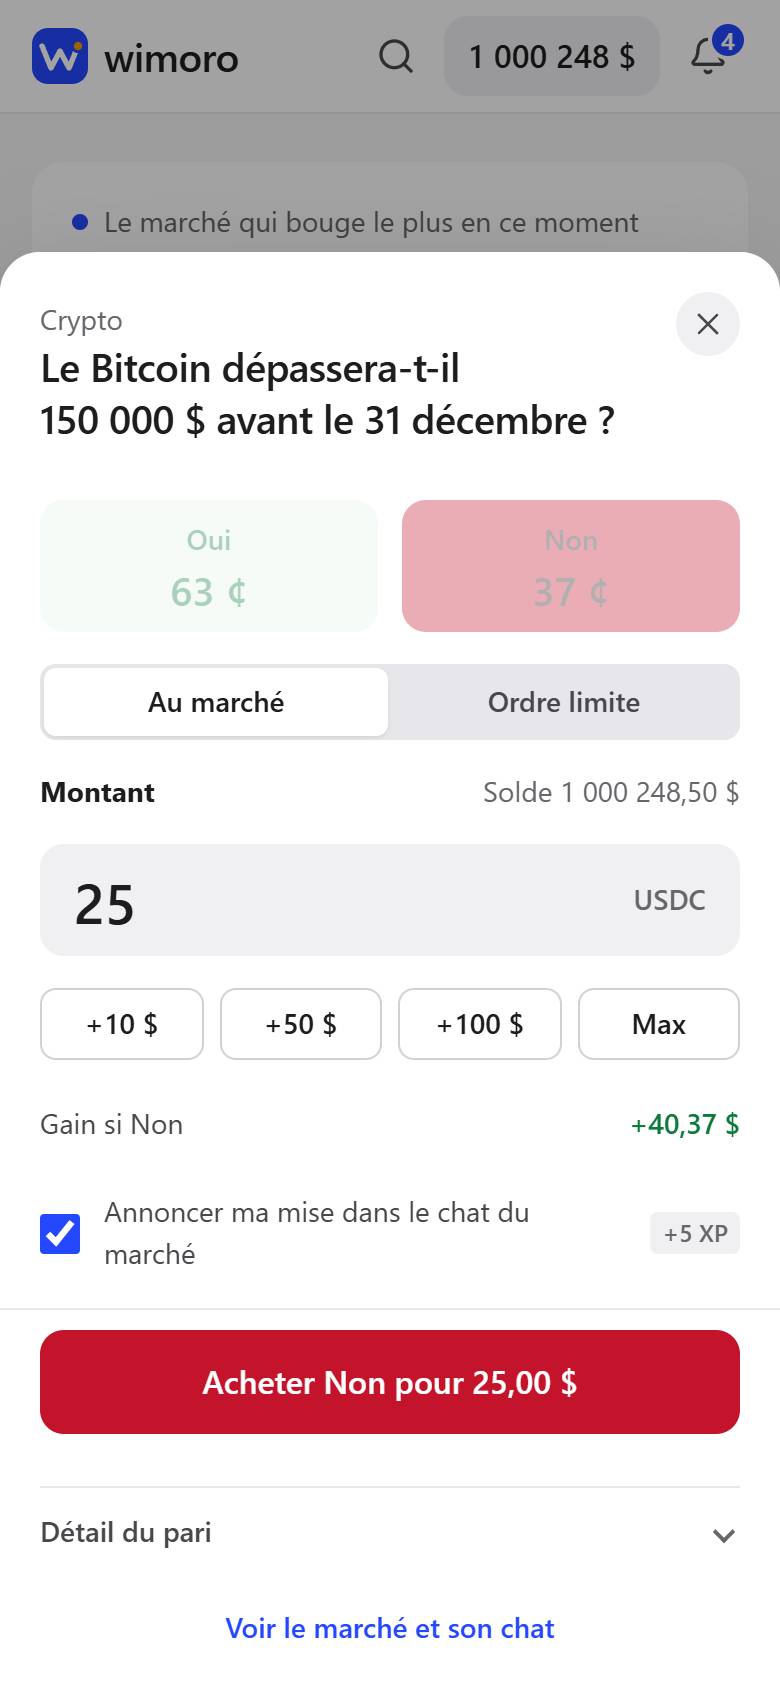 wimoro
1 000 248 $
4
Le marché qui bouge le plus en ce moment
Crypto
Le Bitcoin dépassera-t-il
150 000 $ avant le 31 décembre ?
Oui
63 ¢
Non
37 ¢
Au marché
Ordre limite
Montant
Solde 1 000 248,50 $
25
USDC
+10 $
+50 $
+100 $
Max
Gain si Non
+40,37 $
Annoncer ma mise dans le chat du
marché
+5 XP
Acheter Non pour 25,00 $
Détail du pari
Voir le marché et son chat